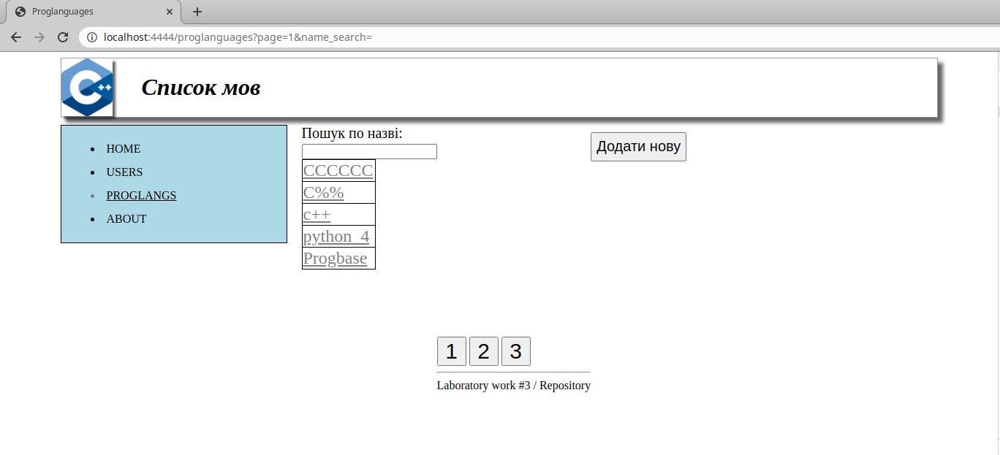 Proglanguages
localhost:4444/proglanguages?page=1&name_search=
C++
Список мов
HOME
USERS
PROGLANGS
ABOUT
Пошук по назві:
Додати нову
CCCCCC
C%%
c++
python_4
Progbase
1 2 3
Laboratory work #3 / Repository